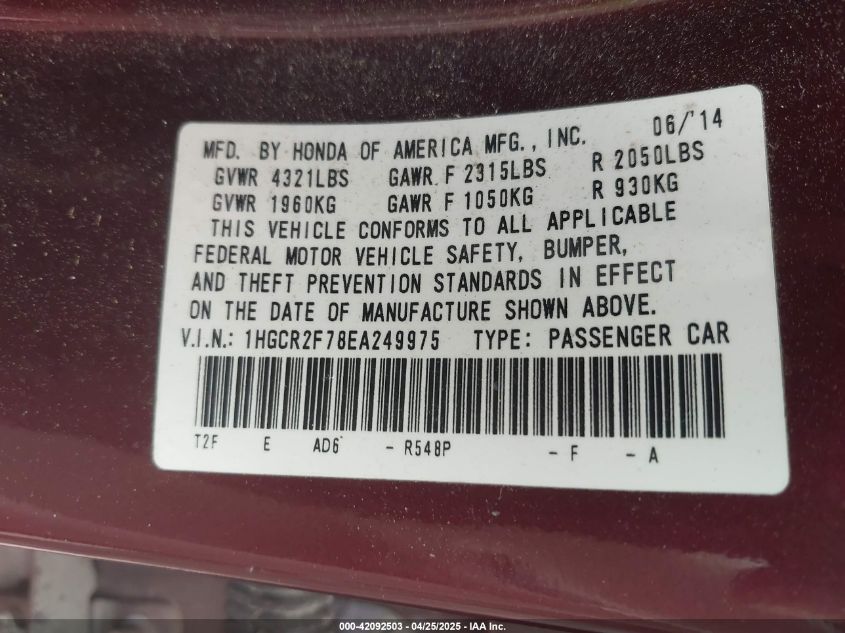 06/'14
MFD. BY HONDA OF AMERICA MFG., INC.
GVWR 4321LBS GAWR F 2315LBS R 2050LBS
GVWR 1960KG GAWR F 1050KG R 930KG
THIS VEHICLE CONFORMS TO ALL APPLICABLE
FEDERAL MOTOR VEHICLE SAFETY, BUMPER,
AND THEFT PREVENTION STANDARDS IN EFFECT
ON THE DATE OF MANUFACTURE SHOWN ABOVE.
V.I.N.: 1HGCR2F78EA249975 TYPE: PASSENGER CAR
T2F E AD6 - R548P - F - A
000-42092503 - 04/25/2025 - IAA Inc.